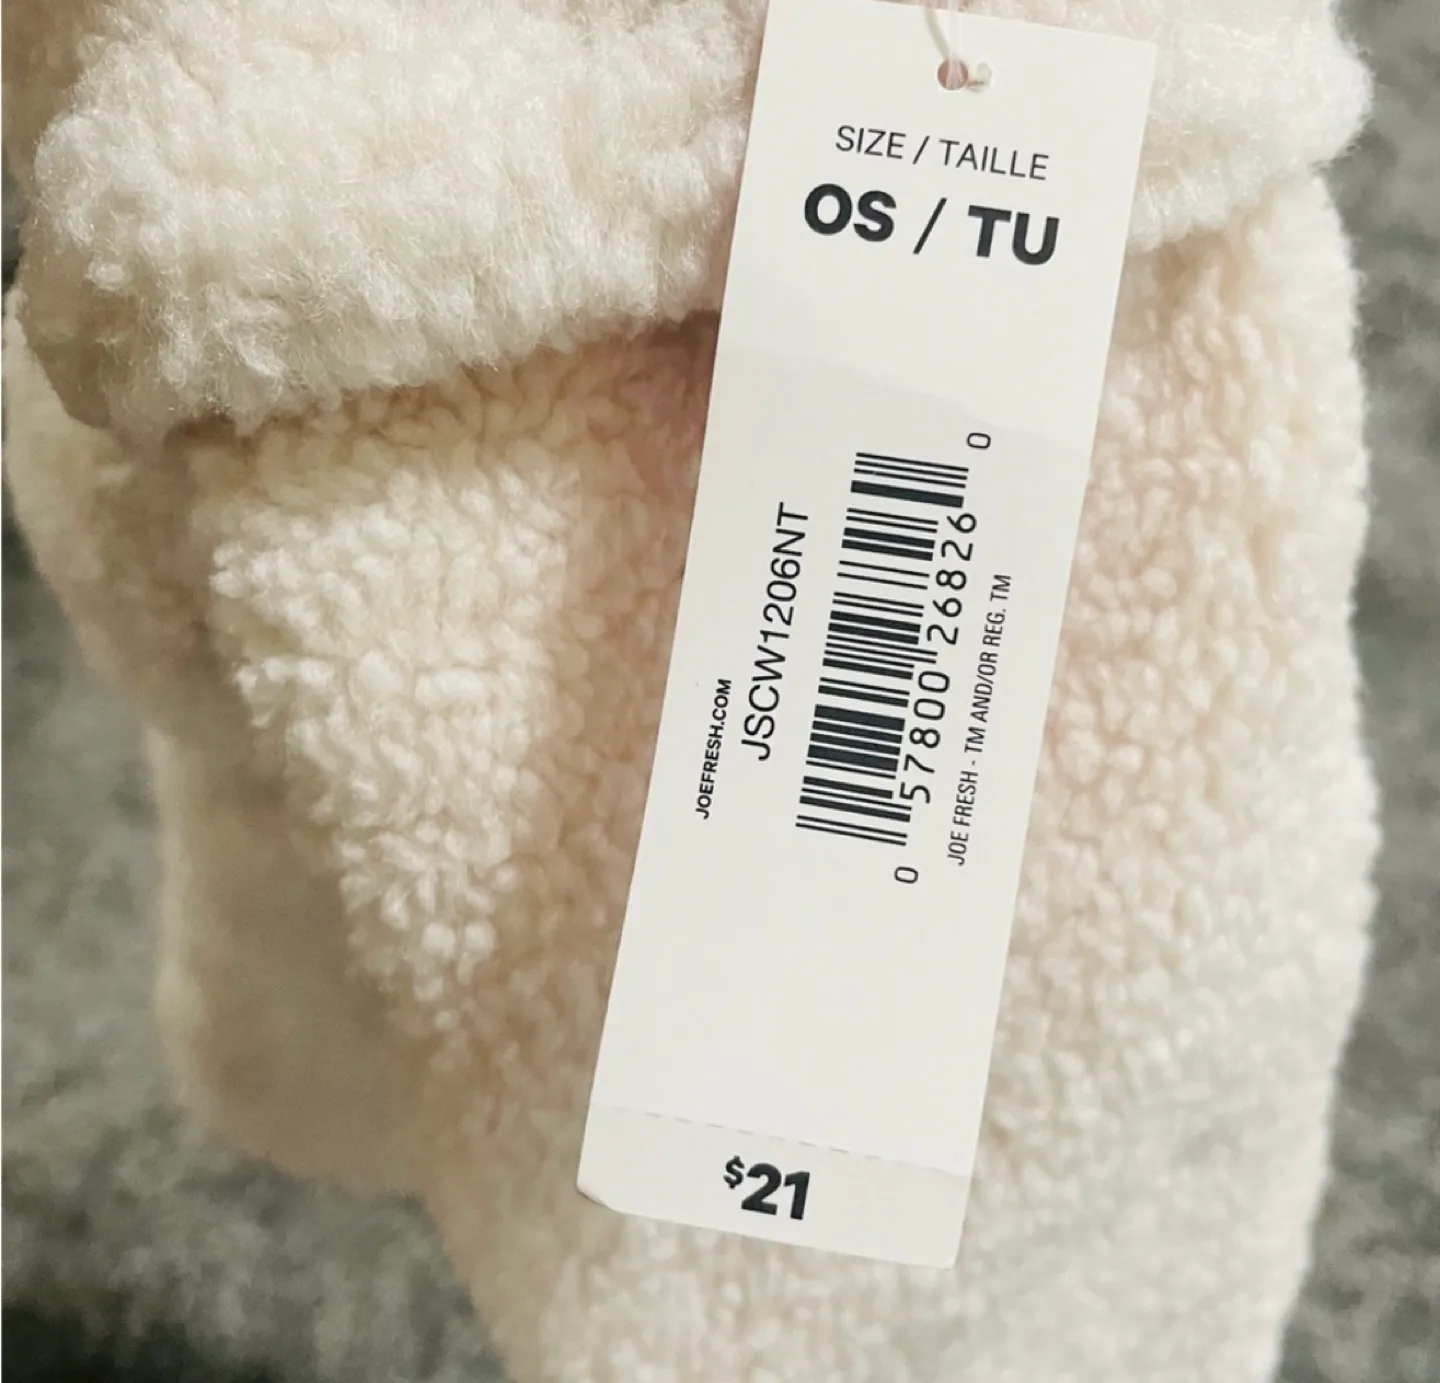 SIZE / TAILLE
OS / TU
JOEFRESH.COM
JSCW1206NT
0 57800 26826 0
JOE FRESH - TM AND/OR REG. TM
$21